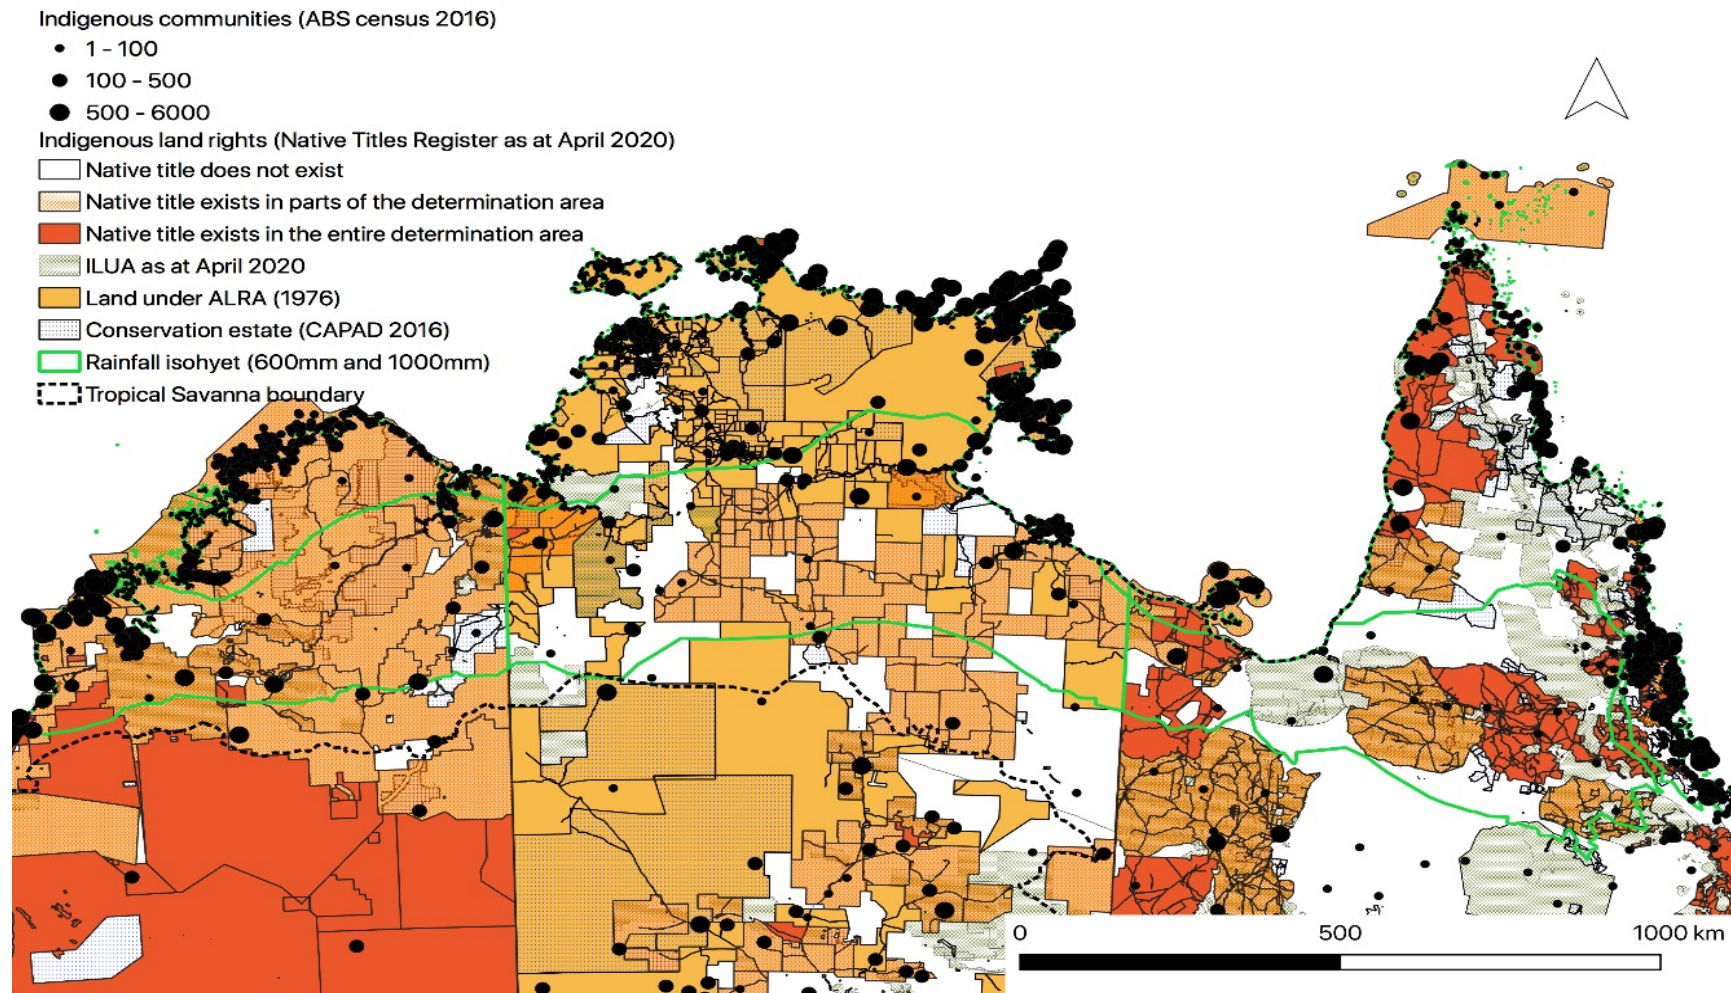 Indigenous communities (ABS census 2016)
1 - 100
100 - 500
500 - 6000
Indigenous land rights (Native Titles Register as at April 2020)
Native title does not exist
Native title exists in parts of the determination area
Native title exists in the entire determination area
ILUA as at April 2020
Land under ALRA (1976)
Conservation estate (CAPAD 2016)
Rainfall isohyet (600mm and 1000mm)
Tropical Savanna boundary
0 500 1000 km